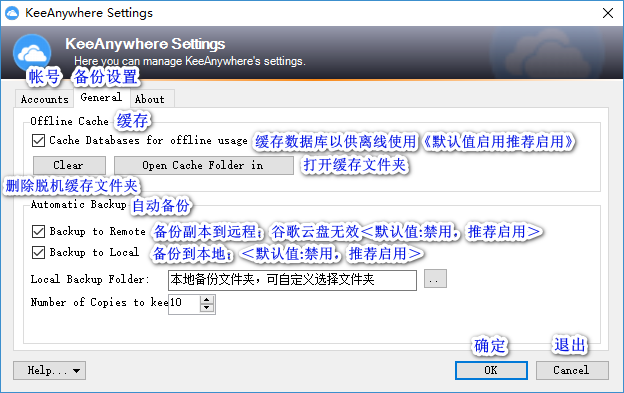 KeeAnywhere Settings
KeeAnywhere Settings
Here you can manage KeeAnywhere's settings.
帐号 备份设置
Accounts General About
Offline Cache 缓存
Cache Databases for offline usage 缓存数据库以供离线使用《默认值启用推荐启用》
Clear Open Cache Folder in 打开缓存文件夹
删除脱机缓存文件夹
Automatic Backup 自动备份
Backup to Remote 备份副本到远程；谷歌云盘无效<默认值:禁用，推荐启用>
Backup to Local 备份到本地；<默认值:禁用，推荐启用>
Local Backup Folder: 本地备份文件夹，可自定义选择文件夹 ..
Number of Copies to kee 10
确定 退出
Help... OK Cancel